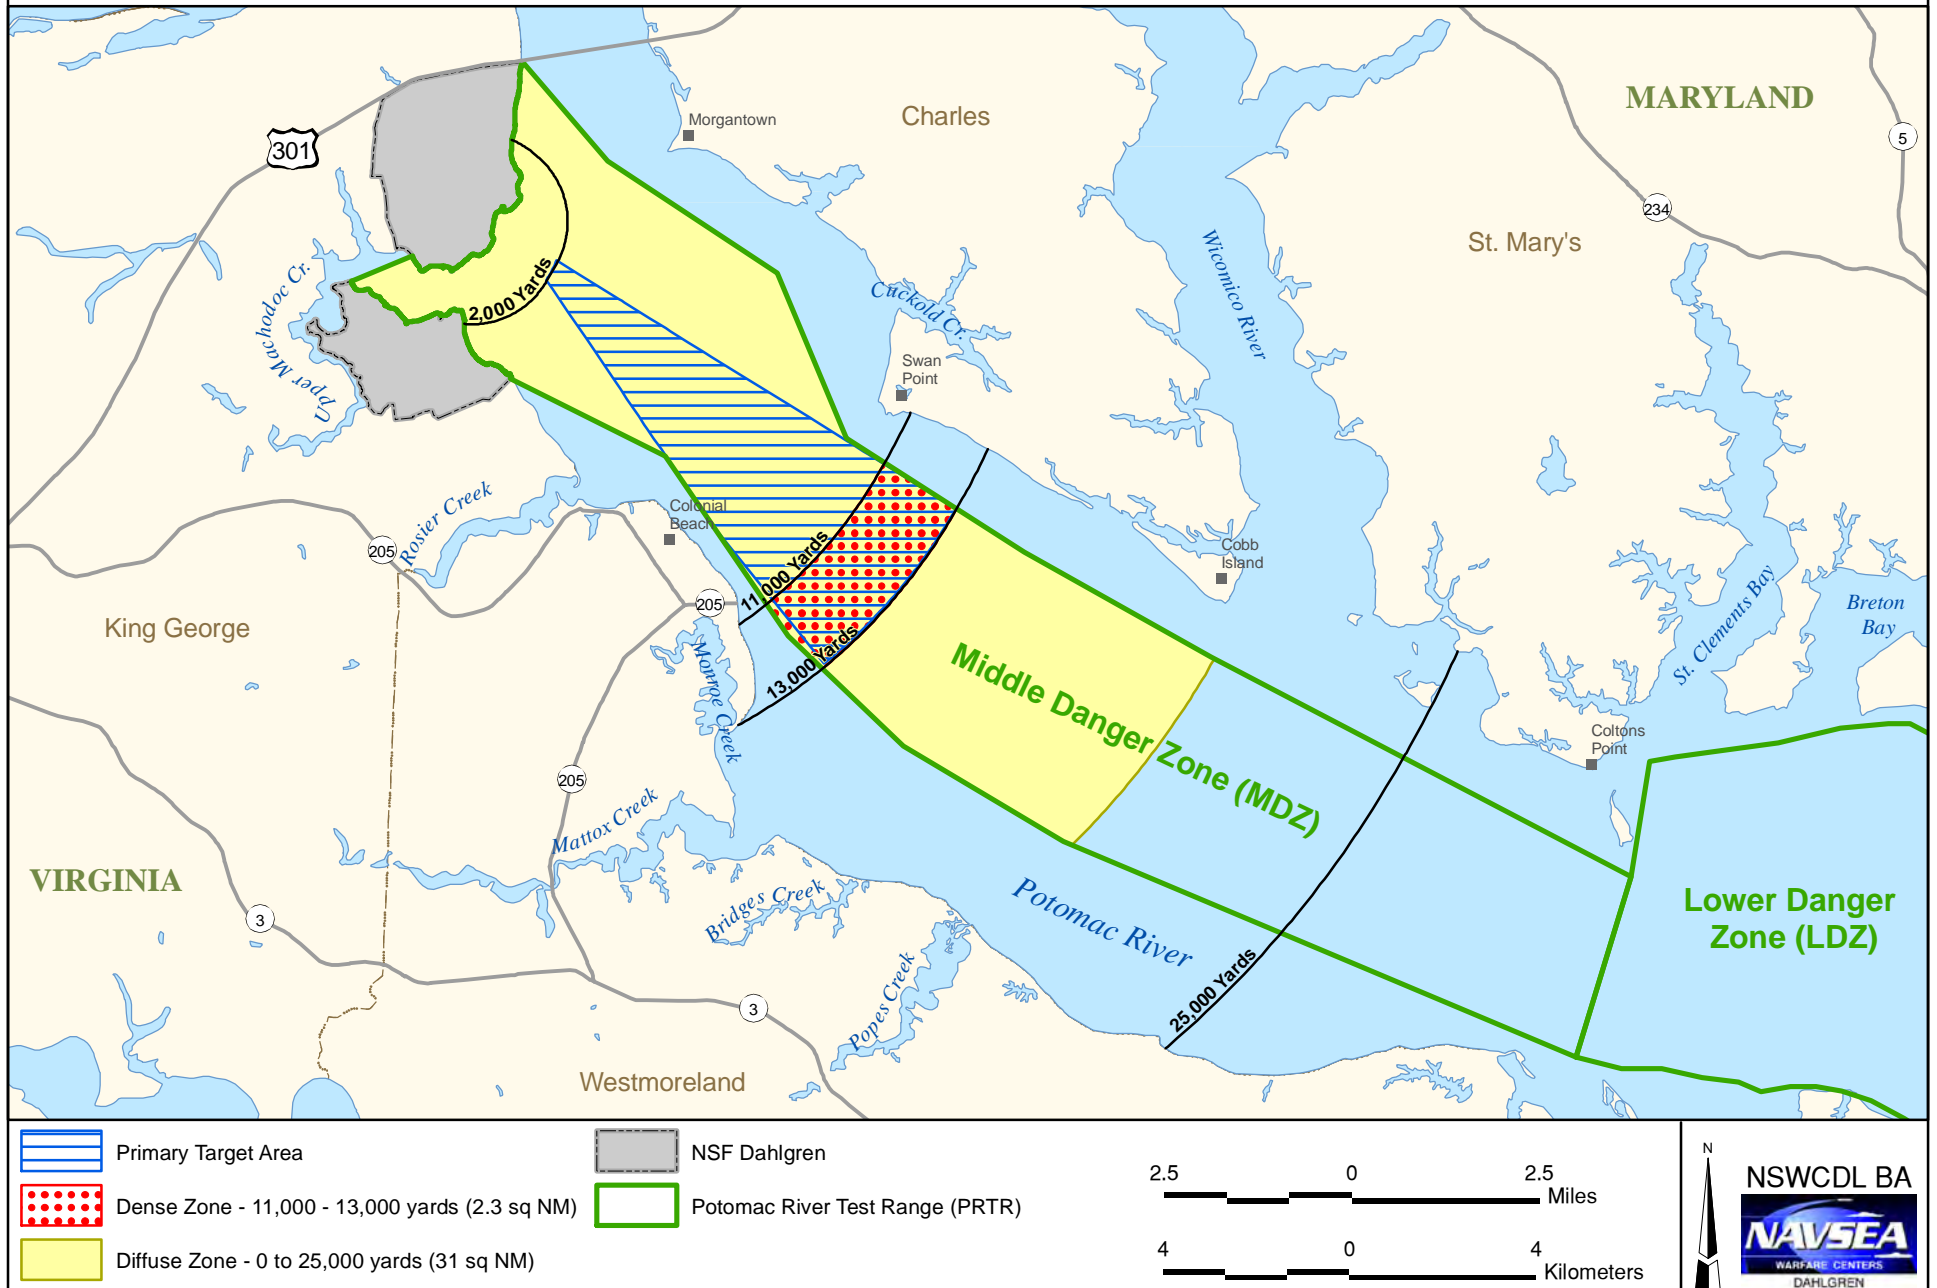 MARYLAND
Charles
Morgantown
301
5
234
St. Mary's
Wicomico River
Upper Machodoc Cr.
2,000 Yards
Cuckold Cr.
Swan
Point
Rosier Creek
205
Colonial
Beach
11,000 Yards
13,000 Yards
Cobb
Island
205
King George
Monroe Creek
Middle Danger Zone (MDZ)
St. Clements Bay
Breton
Bay
Coltons
Point
205
Mattox Creek
VIRGINIA
3
Bridges Creek
Potomac River
Popes Creek
25,000 Yards
Lower Danger
Zone (LDZ)
3
Westmoreland
Primary Target Area
Dense Zone - 11,000 - 13,000 yards (2.3 sq NM)
Diffuse Zone - 0 to 25,000 yards (31 sq NM)
NSF Dahlgren
Potomac River Test Range (PRTR)
2.5 0 2.5
Miles
4 0 4
Kilometers
N
NSWCDL BA
NAVSEA
WARFARE CENTERS
DAHLGREN